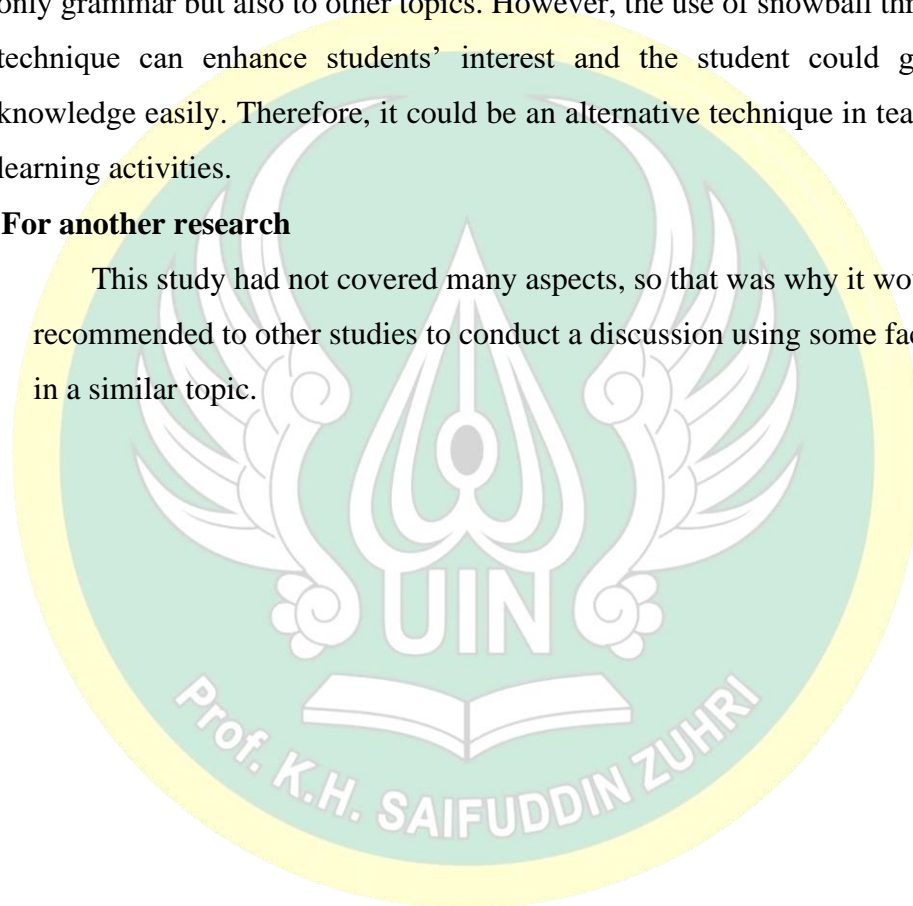 only grammar but also to other topics. However, the use of snowball thr
technique can enhance students’ interest and the student could g
knowledge easily. Therefore, it could be an alternative technique in tea
learning activities.
For another research
This study had not covered many aspects, so that was why it wou
recommended to other studies to conduct a discussion using some fac
in a similar topic.
UIN
Prof. K.H. SAIFUDDIN ZUHRI